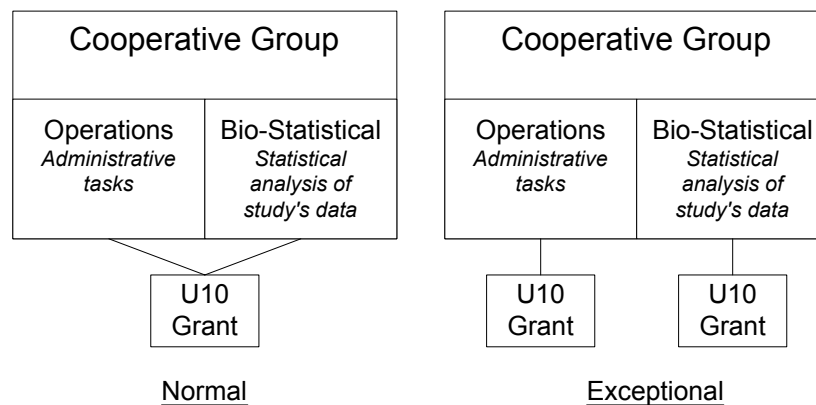 Cooperative Group
Operations
Administrative
tasks
Bio-Statistical
Statistical
analysis of
study's data
U10
Grant
Normal
Cooperative Group
Operations
Administrative
tasks
Bio-Statistical
Statistical
analysis of
study's data
U10
Grant
U10
Grant
Exceptional